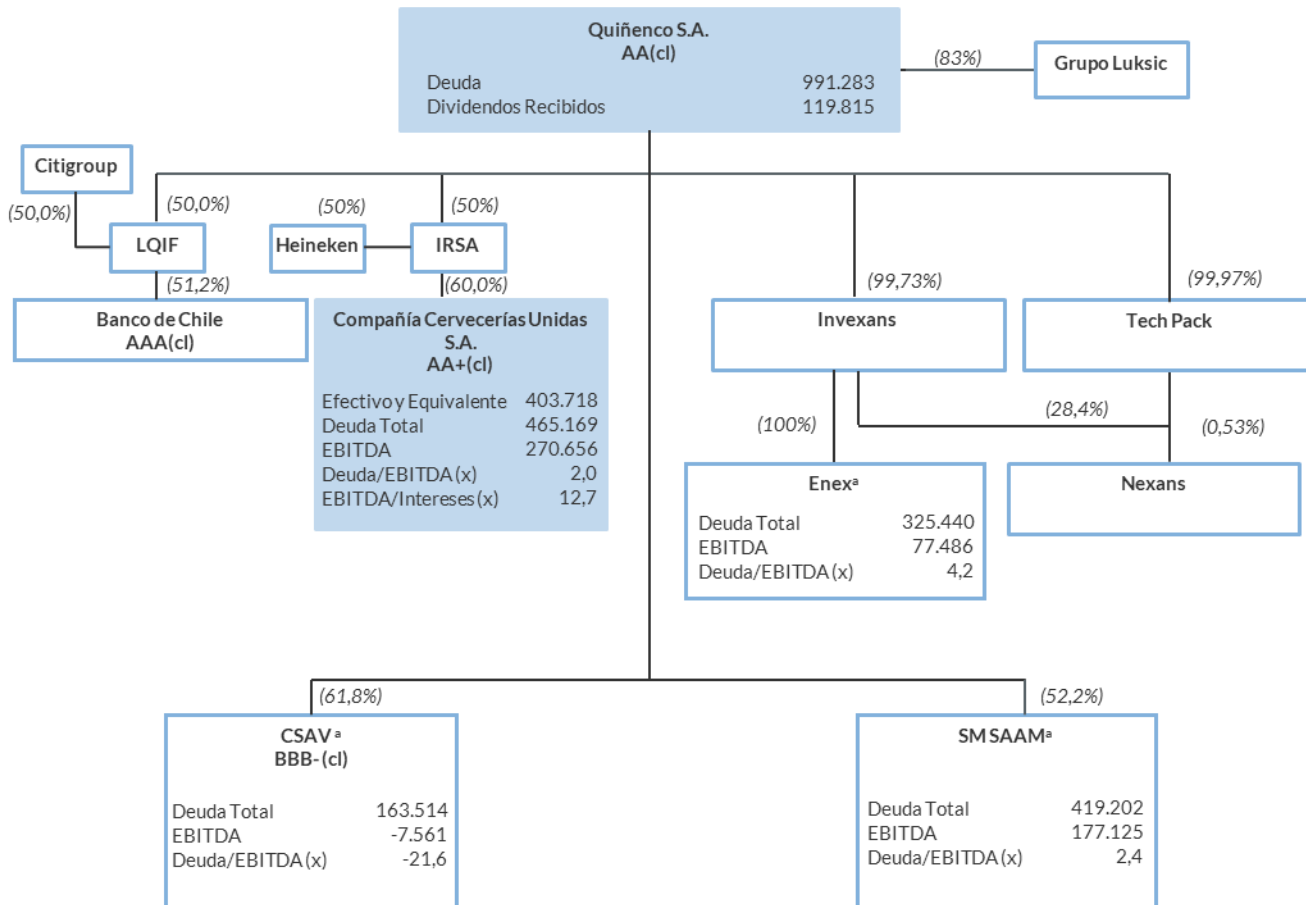 Quiñenco S.A.
AA(cl)
Deuda 991.283
Dividendos Recibidos 119.815
(83%)
Grupo Luksic
Citigroup
(50,0%)
(50,0%)
LQIF
(51,2%)
Banco de Chile
AAA(cl)
(50%)
(50%)
Heineken
IRSA
(60,0%)
Compañía Cervecerías Unidas
S.A.
AA+(cl)
Efectivo y Equivalente 403.718
Deuda Total 465.169
EBITDA 270.656
Deuda/EBITDA (x) 2,0
EBITDA/Intereses (x) 12,7
(99,73%)
Invexans
(99,97%)
Tech Pack
(100%)
(28,4%)
(0,53%)
Enexª
Deuda Total 325.440
EBITDA 77.486
Deuda/EBITDA (x) 4,2
Nexans
(61,8%)
CSAV ª
BBB- (cl)
Deuda Total 163.514
EBITDA -7.561
Deuda/EBITDA (x) -21,6
(52,2%)
SM SAAMª
Deuda Total 419.202
EBITDA 177.125
Deuda/EBITDA (x) 2,4